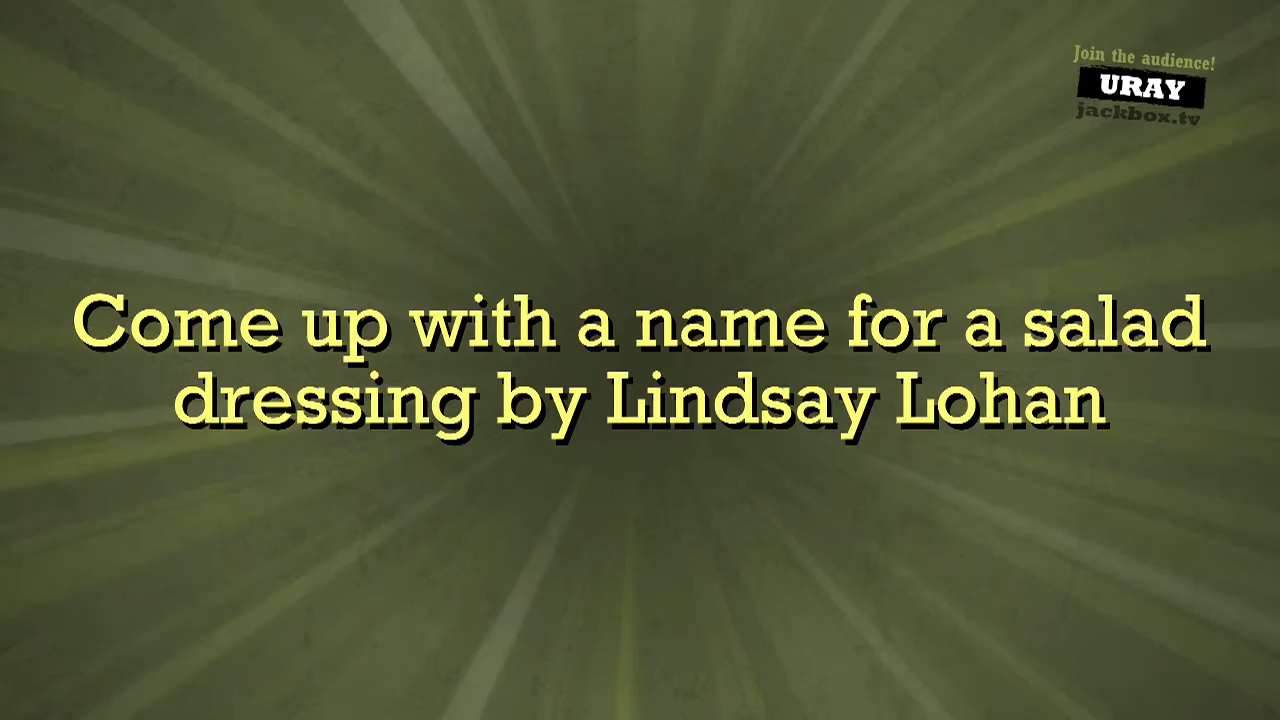 Join the audience!
URAY
jackbox.tv
Come up with a name for a salad
dressing by Lindsay Lohan